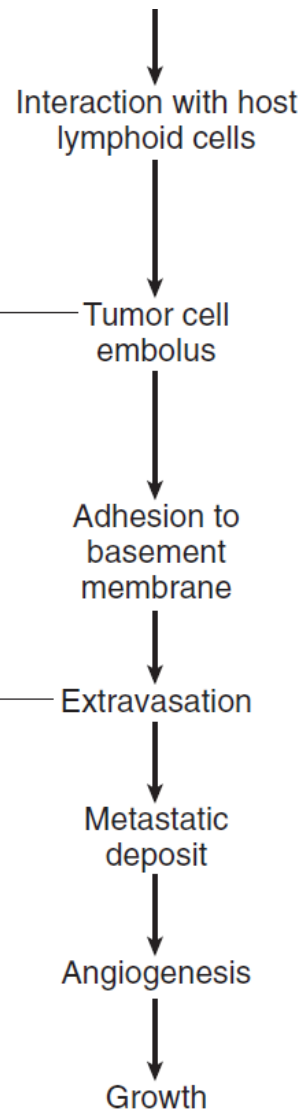 Interaction with host
lymphoid cells
Tumor cell
embolus
Adhesion to
basement
membrane
Extravasation
Metastatic
deposit
Angiogenesis
Growth